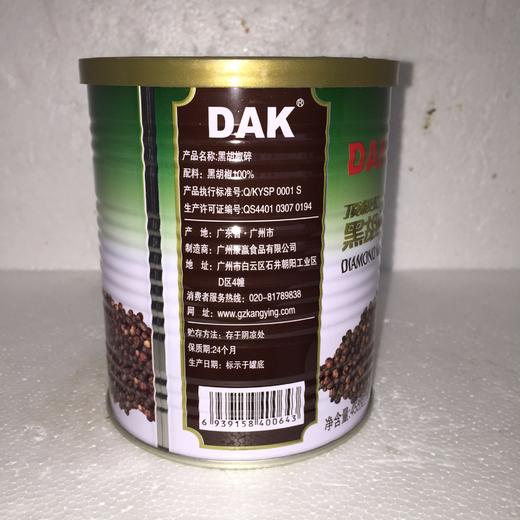 DAK®
产品名称:黑胡椒碎
配料: 黑胡椒100%
产品执行标准号:Q/KYSP 0001 S
生产许可证编号:QS4401 0307 0194
产 地: 广东省·广州市
制造商: 广州康赢食品有限公司
地 址: 广州市白云区石井朝阳工业区
D区4幢
消费者服务热线: 020-81789838
网 址: www.gzkangying.com
贮存方法: 存于阴凉处
保质期:24个月
生产日期: 标示于罐底
6 939158 400643
DAK
黑胡
DIAMOND
净含量: